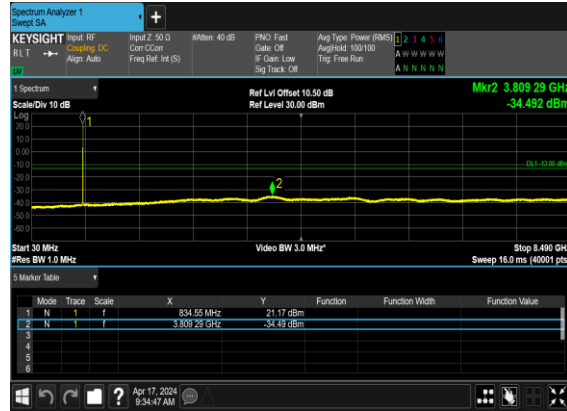 Spectrum Analyzer 1
Swept SA
+
KEYSIGHT Input: RF Input Z: 50 Ω #Atten: 40 dB PNO: Fast Avg Type: Power (RMS) 1 2 3 4 5 6
RLT Coupling: DC Corr CCorr Gate: Off Avg|Hold: 100/100 A W W W W W
Align: Auto Freq Ref: Int (S) IF Gain: Low Trig: Free Run
Sig Track: Off A N N N N N
1 Spectrum Ref Lvl Offset 10.50 dB Mkr2 3.809 29 GHz
Scale/Div 10 dB Ref Level 30.00 dBm -34.492 dBm
Log
1
20.0
10.0
0.00
-10.0
DL1 -13.00 dBm
-20.0
-30.0
2
-40.0
-50.0
-60.0
Start 30 MHz Video BW 3.0 MHz* Stop 8.490 GHz
#Res BW 1.0 MHz Sweep 16.0 ms (40001 pts)
5 Marker Table
Mode Trace Scale X Y Function Function Width Function Value
1 N 1 f 834.55 MHz 21.17 dBm
2 N 1 f 3.809 29 GHz -34.49 dBm
3
4
5
6
? Apr 17, 2024
9:34:47 AM